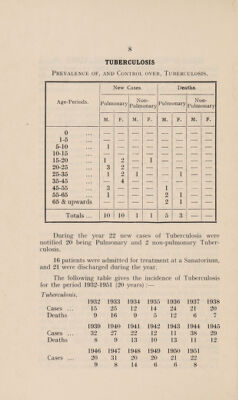 8
TUBERCULOSIS
PREVALENCE OF, AND CONTROL OVER, TUBERCULOSIS.
Age-Periods. New Cases. Deaths.
Pulmonary Non-Pulmonary Pulmonary Non-Pulmonary
M. F. M. F. M. F. M. F.
0 ... — — — — — — — —
1-5 ... — — — — — — — —
5-10 ... 1 — — — — — — —
10-15 ... — — — — — — — —
15-20 ... 1 2 — 1 — — — —
20-25 ... 3 2 — — — — — —
25-35 ... 1 2 1 — — 1 — —
35-45 ... — 4 — — — — — —
45-55 ... 3 — — — 1 — — —
55-65 ... 1 — — — 2 1 — —
65 & upwards — — — — 2 1 — —
Totals ... 10 10 1 1 5 3 — —
During the year 22 new cases of Tuberculosis were
notified 20 being Pulmonary and 2 non-pulmonary Tuber-
culosis.
16 patients were admitted for treatment at a Sanatorium,
and 21 were discharged during the year.
The following table gives the incidence of Tuberculosis
for the period 1932-1951 (20 years) :—
Tuberculosis.
1932 1933 1934 1935 1936 1937 1938
Cases ... 15 25 12 14 24 21 20
Deaths 9 16 9 5 12 6 7
1939 1940 1941 1942 1943 1944 1945
Cases ... 32 27 22 12 11 38 29
Deaths 8 9 13 10 13 11 12
1946 1947 1948 1949 1950 1951
Cases ... 20 31 20 20 21 22
9 8 14 6 6 8